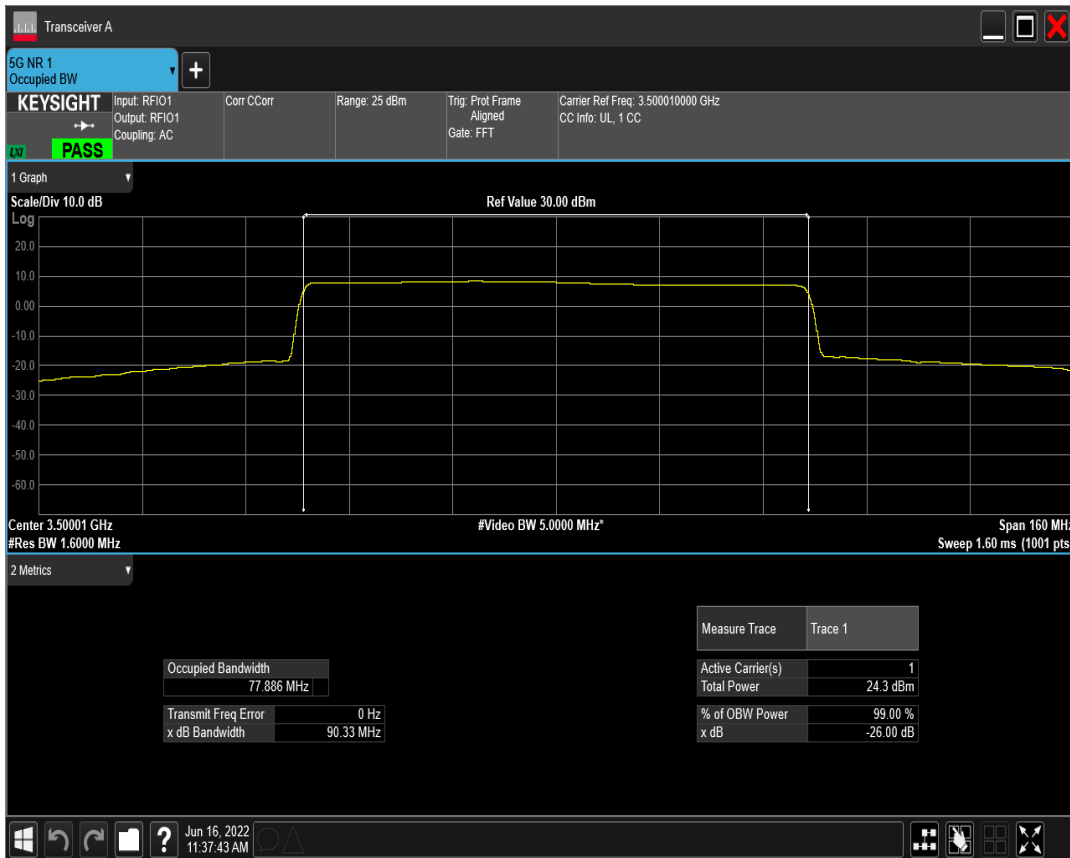 Transceiver A
5G NR 1
Occupied BW
+
KEYSIGHT
LXI
PASS
Input: RFIO1
Output: RFIO1
Coupling: AC
Corr CCorr
Range: 25 dBm
Trig: Prot Frame
Aligned
Gate: FFT
Carrier Ref Freq: 3.500010000 GHz
CC Info: UL, 1 CC
1 Graph
Scale/Div 10.0 dB
Ref Value 30.00 dBm
Log
20.0
10.0
0.00
-10.0
-20.0
-30.0
-40.0
-50.0
-60.0
Center 3.50001 GHz
#Video BW 5.0000 MHz*
Span 160 MHz
#Res BW 1.6000 MHz
Sweep 1.60 ms (1001 pts
2 Metrics
Measure Trace Trace 1
Occupied Bandwidth
77.886 MHz
Active Carrier(s) 1
Total Power 24.3 dBm
Transmit Freq Error 0 Hz
x dB Bandwidth 90.33 MHz
% of OBW Power 99.00 %
x dB -26.00 dB
?
Jun 16, 2022
11:37:43 AM